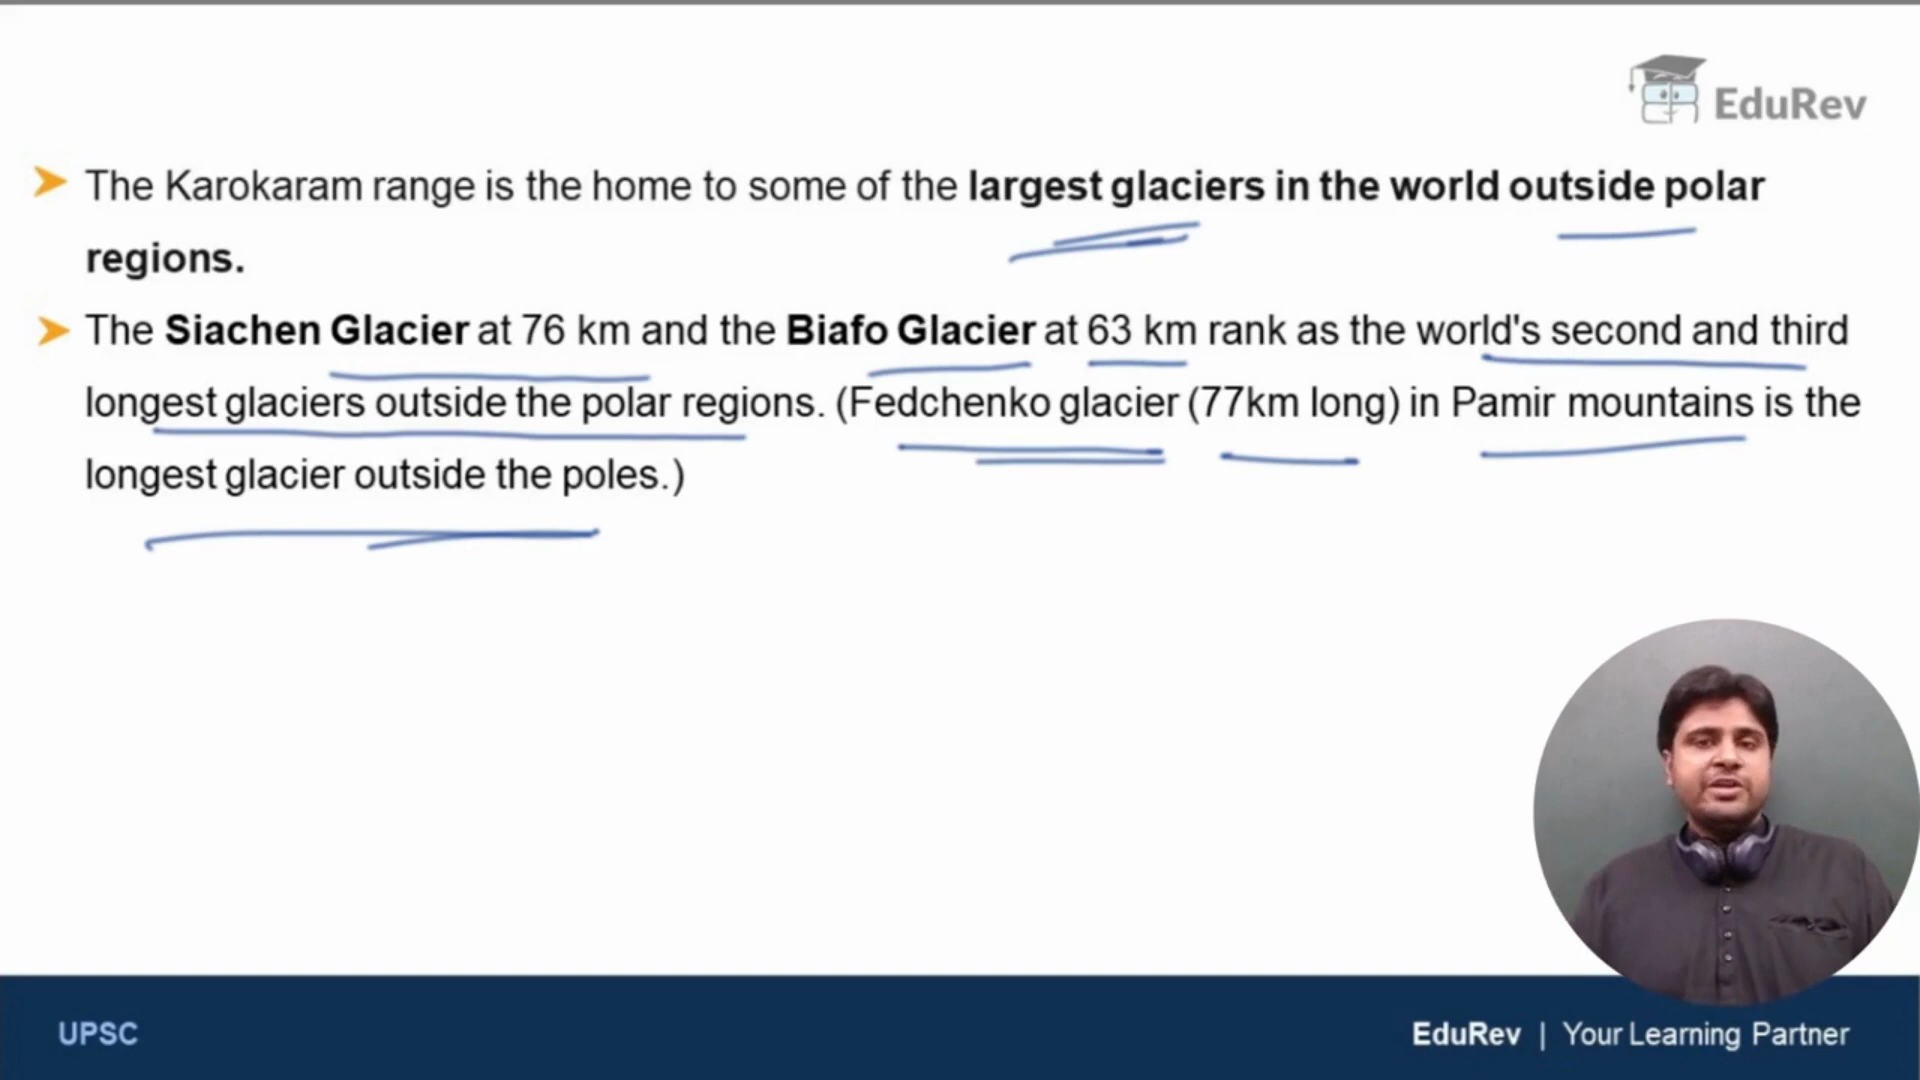 EduRev
The Karokaram range is the home to some of the largest glaciers in the world outside polar
regions.
The Siachen Glacier at 76 km and the Biafo Glacier at 63 km rank as the world's second and third
longest glaciers outside the polar regions. (Fedchenko glacier (77km long) in Pamir mountains is the
longest glacier outside the poles.)
UPSC
EduRev | Your Learning Partner